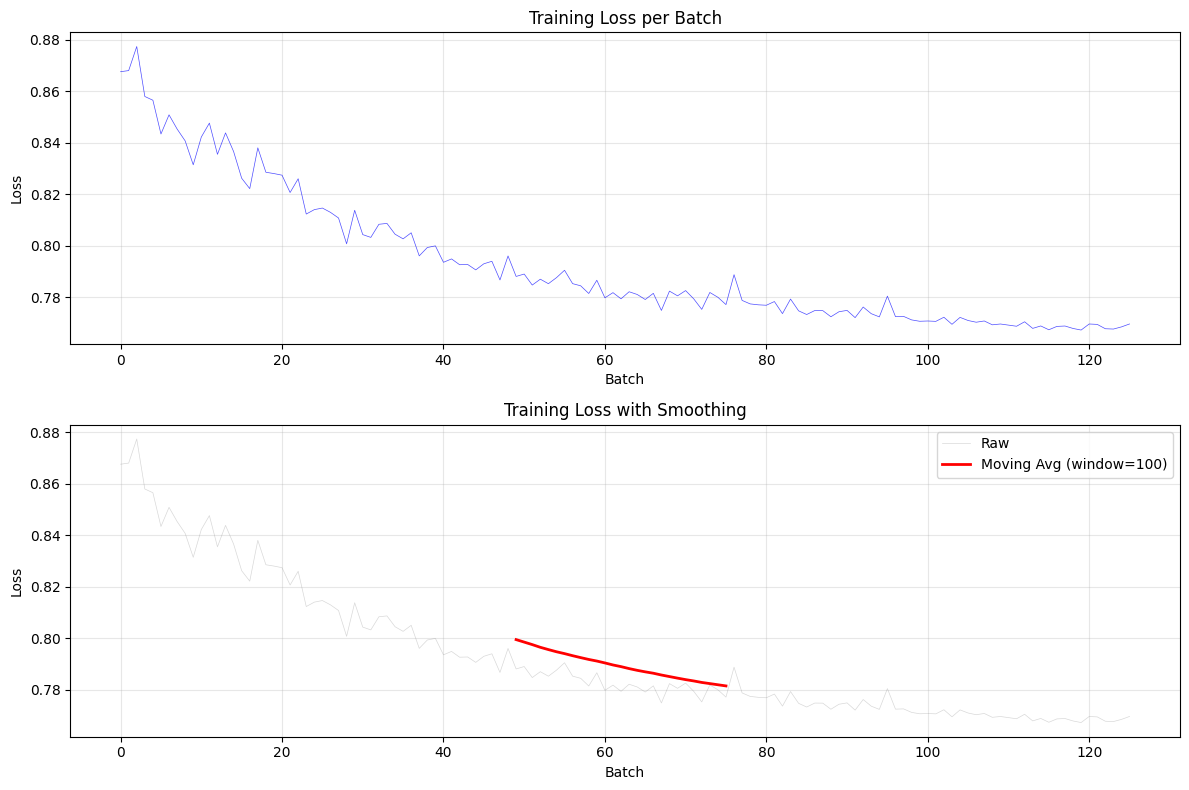 Training Loss per Batch
0.88
0.86
0.84
0.82
0.80
0.78
Loss
0 20 40 60 80 100 120
Batch
Training Loss with Smoothing
0.88
0.86
0.84
0.82
0.80
0.78
Loss
Raw
Moving Avg (window=100)
0 20 40 60 80 100 120
Batch